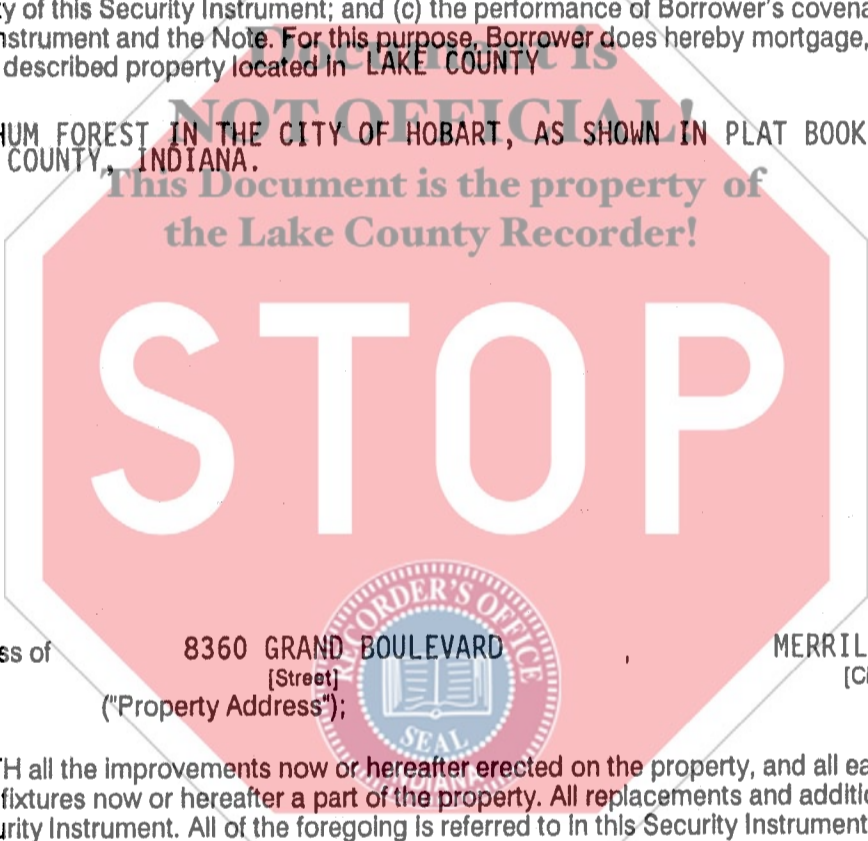 y of this Security Instrument; and (c) the performance of Borrower's covena
nstrument and the Note. For this purpose, Borrower does hereby mortgage,
described property located in LAKE COUNTY
Document is
NOT OFFICIAL!
HUM FOREST IN THE CITY OF HOBART, AS SHOWN IN PLAT BOOK
COUNTY, INDIANA.
This Document is the property of
the Lake County Recorder!
STOP
RECORDER'S OFFICE
ss of 8360 GRAND BOULEVARD , MERRIL
[Street] [Ci
("Property Address");
SEAL
INDIANA
TH all the improvements now or hereafter erected on the property, and all ea
fixtures now or hereafter a part of the property. All replacements and additio
urity Instrument. All of the foregoing is referred to in this Security Instrument